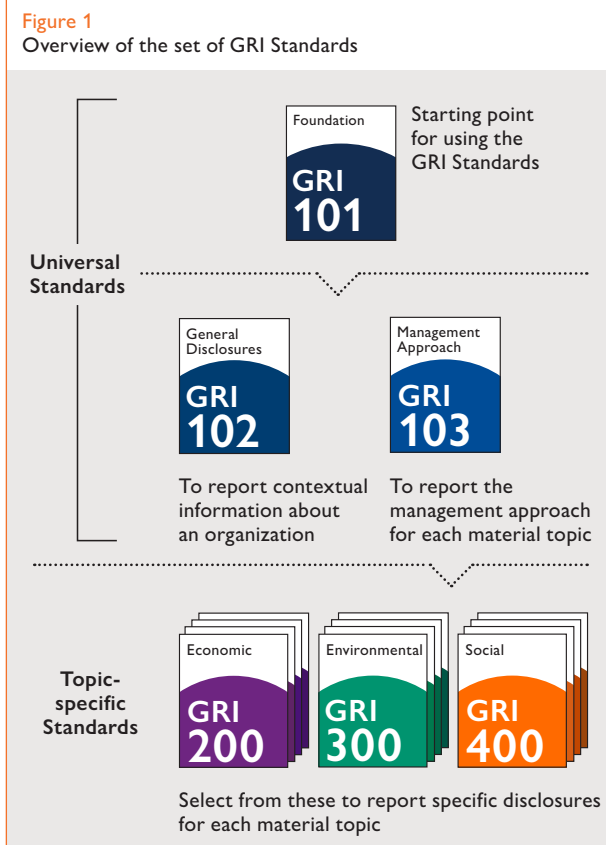 Figure 1
Overview of the set of GRI Standards
Foundation
GRI
101
Starting point
for using the
GRI Standards
Universal
Standards
General
Disclosures
GRI
102
To report contextual
information about
an organization
Management
Approach
GRI
103
To report the
management approach
for each material topic
Topic-
specific
Standards
Economic
GRI
200
Environmental
GRI
300
Social
GRI
400
Select from these to report specific disclosures
for each material topic